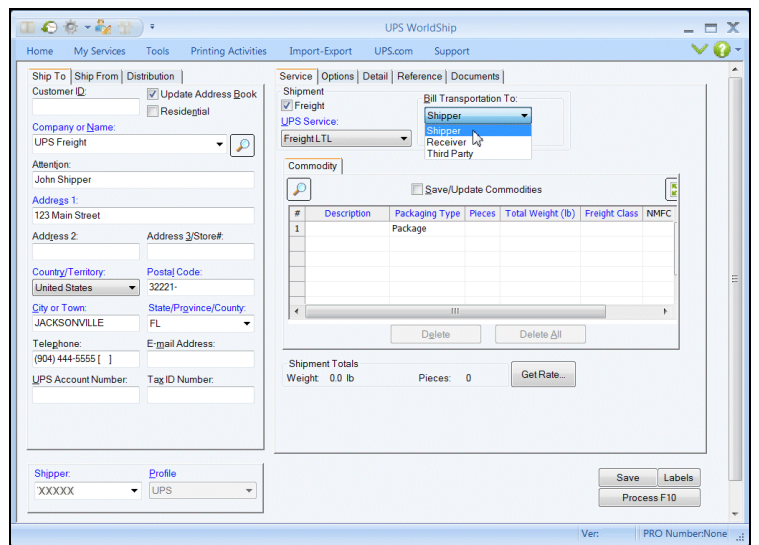 UPS WorldShip
Home My Services Tools Printing Activities Import-Export UPS.com Support
Ship To Ship From Distribution
Customer ID:
Update Address Book
Residential
Company or Name:
UPS Freight
Attention:
John Shipper
Address 1:
123 Main Street
Address 2: Address 3/Store#:
Country/Territory: Postal Code:
United States 32221-
City or Town: State/Province/County:
JACKSONVILLE FL
Telephone: E-mail Address:
(904) 444-5555 [ ]
UPS Account Number: Tax ID Number:
Shipper: Profile
'XXXXX UPS
Service Options Detail Reference Documents
Shipment
Freight
UPS Service:
Freight LTL
Bill Transportation To:
Shipper
Shipper
Receiver
Third Party
Commodity
Save/Update Commodities
# Description Packaging Type Pieces Total Weight (lb) Freight Class NMFC
1 Package
Delete Delete All
Shipment Totals
Weight: 0.0 lb Pieces: 0 Get Rate...
Save Labels
Process F10
Ver: PRO Number:None